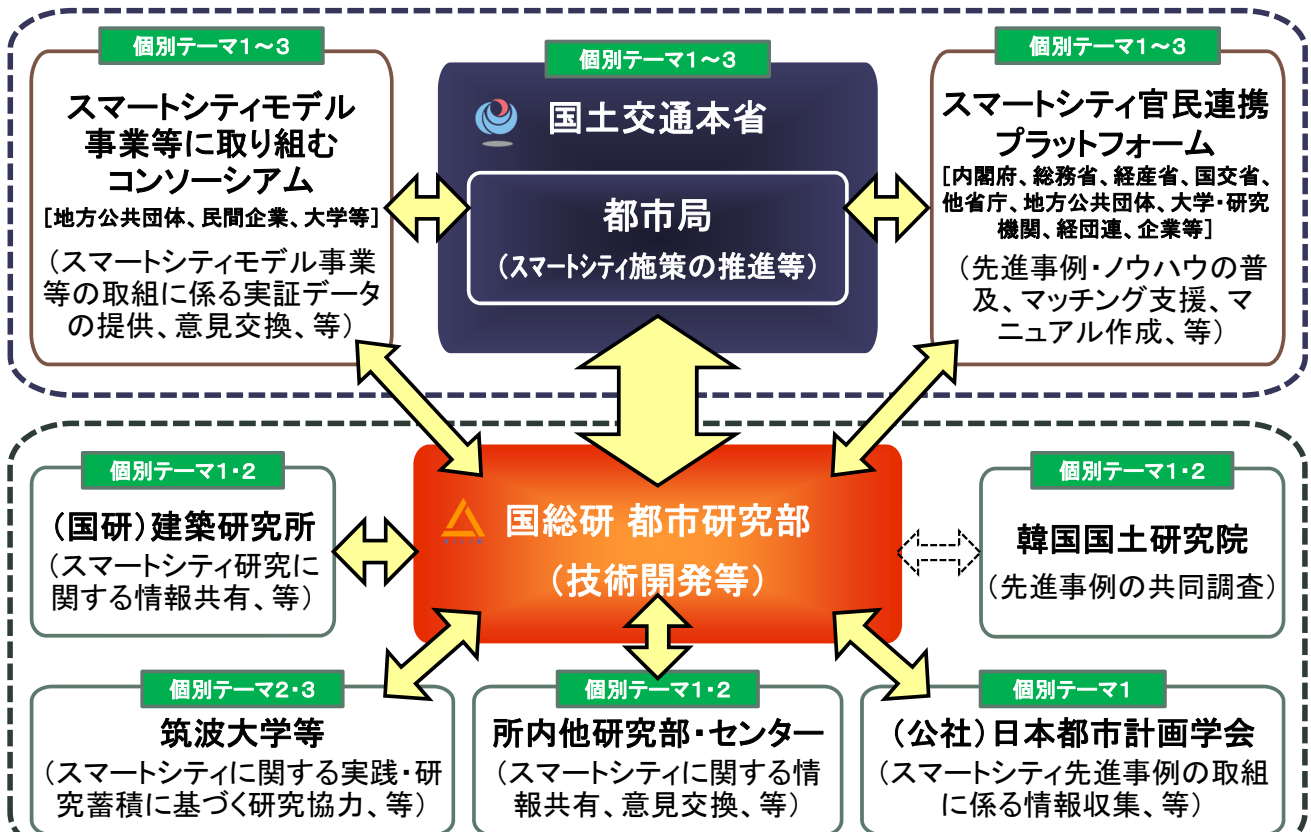 個別テーマ1~3
スマートシティモデル
事業等に取り組む
コンソーシアム
[地方公共団体、民間企業、大学等]
(スマートシティモデル事業
等の取組に係る実証データ
の提供、意見交換、等)
個別テーマ1~3
国土交通本省
都市局
(スマートシティ施策の推進等)
個別テーマ1~3
スマートシティ官民連携
プラットフォーム
[内閣府、総務省、経産省、国交省、
他省庁、地方公共団体、大学・研究
機関、経団連、企業等]
(先進事例・ノウハウの普
及、マッチング支援、マ
ニュアル作成、等)
個別テーマ1・2
(国研)建築研究所
(スマートシティ研究に
関する情報共有、等)
国総研 都市研究部
(技術開発等)
個別テーマ1・2
韓国国土研究院
(先進事例の共同調査)
個別テーマ2・3
筑波大学等
(スマートシティに関する実践・研
究蓄積に基づく研究協力、等)
個別テーマ1・2
所内他研究部・センター
(スマートシティに関する情
報共有、意見交換、等)
個別テーマ1
(公社)日本都市計画学会
(スマートシティ先進事例の取組
に係る情報収集、等)